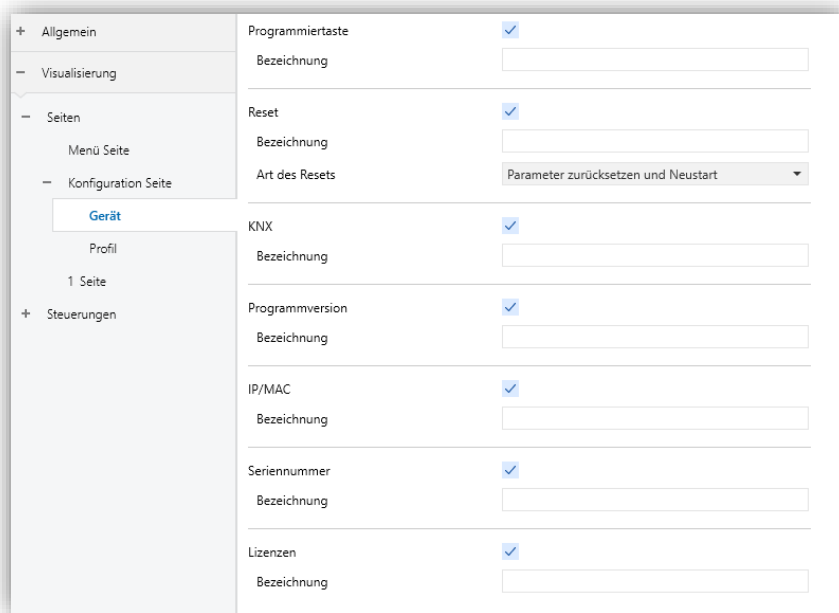 + Allgemein
− Visualisierung
− Seiten
Menü Seite
− Konfiguration Seite
Gerät
Profil
1 Seite
+ Steuerungen
Programmiertaste
Bezeichnung
Reset
Bezeichnung
Art des Resets Parameter zurücksetzen und Neustart
KNX
Bezeichnung
Programmversion
Bezeichnung
IP/MAC
Bezeichnung
Seriennummer
Bezeichnung
Lizenzen
Bezeichnung